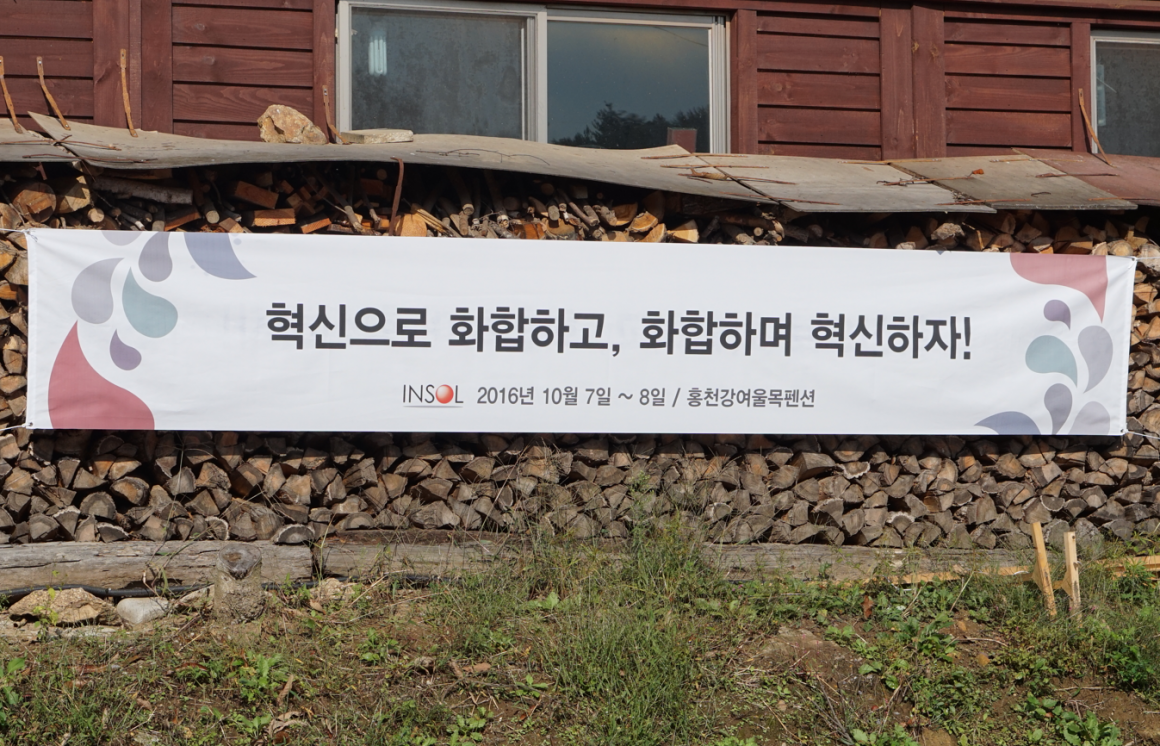 혁신으로 화합하고, 화합하며 혁신하자!
INSOL 2016년 10월 7일 ~ 8일 / 홍천강여울목펜션